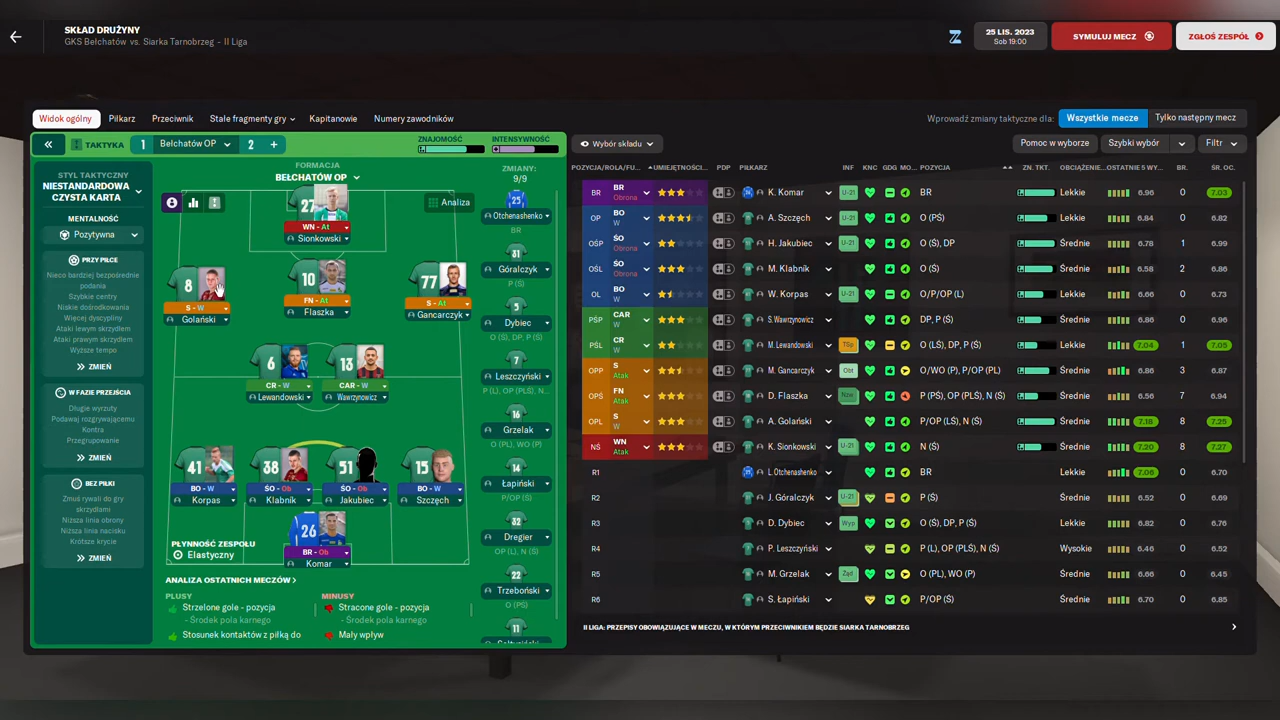 SKŁAD DRUŻYNY
GKS Bełchatów vs. Siarka Tarnobrzeg - II Liga
25 LIS. 2023
Sob 19:00
SYMULUJ MECZ
ZGŁOŚ ZESPÓŁ
Widok ogólny
Piłkarz
Przeciwnik
Stałe fragmenty gry
Kapitanowie
Numery zawodników
Wprowadź zmiany taktyczne dla:
Wszystkie mecze
Tylko następny mecz
TAKTYKA
1 Bełchatów OP
2 +
ZNAJOMOŚĆ
INTENSYWNOŚĆ
STYL TAKTYCZNY
NIESTANDARDOWA
CZYSTA KARTA
MENTALNOŚĆ
Pozytywna
PRZY PIŁCE
Nieco bardziej bezpośrednie
podania
Szybkie centry
Niskie dośrodkowania
Więcej dyscypliny
Ataki lewym skrzydłem
Ataki prawym skrzydłem
Wyższe tempo
ZMIEŃ
W FAZIE PRZEJŚCIA
Długie wyrzuty
Podawaj rozgrywającemu
Kontra
Przegrupowanie
ZMIEŃ
BEZ PIŁKI
Zmuś rywali do gry
skrzydłami
Niższa linia obrony
Niższa linia nacisku
Krótsze krycie
ZMIEŃ
FORMACJA
BEŁCHATÓW OP
Analiza
27
WN - At
Sionkowski
8
S - W
Golański
10
FN - At
Flaszka
77
S - At
Gancarczyk
6
CR - W
Lewandowski
13
CAR - W
Wawrzynowicz
41
BO - W
Korpas
38
ŚO - Ob
Klabnik
51
ŚO - Ob
Jakubiec
15
BO - W
Szczęch
26
BR - Ob
Komar
PŁYNNOŚĆ ZESPOŁU
Elastyczny
ANALIZA OSTATNICH MECZÓW
PLUSY
Strzelone gole - pozycja
- Środek pola karnego
Stosunek kontaktów z piłką do
MINUSY
Stracone gole - pozycja
- Środek pola karnego
Mały wpływ
ZMIANY:
9/9
25
Otchenashenko
BR
31
Góralczyk
P (Ś)
5
Dybiec
O (Ś), DP, P (Ś)
7
Leszczyński
P (L), OP (PLŚ), N...
16
Grzelak
O (PL), WO (P)
14
Łapiński
P/OP (Ś)
32
Dregier
OP (L), N (Ś)
22
Trzeboński
O (PŚ)
11
Wybór składu
Pomoc w wyborze
Szybki wybór
Filtr
POZYCJA/ROLA/FU... UMIEJĘTNOŚCI... PDP PIŁKARZ INF KNC GDG MO... POZYCJA ZN. TKT. OBCIĄŻENIE.. OSTATNIE 5 WY... BR. ŚR. OC.
BR BR Obrona K. Komar U-21 BR Lekkie 6.96 0 7.03
OP BO W A. Szczęch U-21 O (PŚ) Lekkie 6.84 0 6.82
OŚP ŚO Obrona H. Jakubiec U-21 O (Ś), DP Średnie 6.78 1 6.99
OŚL ŚO Obrona M. Klabnik O (Ś) Średnie 6.58 2 6.86
OL BO W W. Korpas U-21 O/P/OP (L) Lekkie 6.66 0 6.73
PŚP CAR W S. Wawrzynowicz DP, P (Ś) Średnie 6.86 0 6.96
PŚL CR W M. Lewandowski TSp O (LŚ), DP, P (Ś) Lekkie 7.04 1 7.05
OPP S Atak M. Gancarczyk Obt O/WO (P), P/OP (PL) Średnie 6.96 3 6.87
OPŚ FN Atak D. Flaszka P (PŚ), OP (PLŚ), N (Ś) Średnie 6.56 7 6.94
OPL S W A. Golański P/OP (LŚ), N (Ś) Średnie 7.18 8 7.25
NŚ WN Atak K. Sionkowski U-21 N (Ś) Średnie 7.20 8 7.27
R1 I. Otchenashenko BR Lekkie 7.06 0 6.70
R2 J. Góralczyk U-21 P (Ś) Średnie 6.52 0 6.69
R3 D. Dybiec Wyp O (Ś), DP, P (Ś) Lekkie 6.82 0 6.76
R4 P. Leszczyński P (L), OP (PLŚ), N (Ś) Wysokie 6.46 0 6.52
R5 M. Grzelak Żąd O (PL), WO (P) Średnie 6.66 0 6.45
R6 S. Łapiński P/OP (Ś) Średnie 6.70 0 6.85
II LIGA: PRZEPISY OBOWIĄZUJĄCE W MECZU, W KTÓRYM PRZECIWNIKIEM BĘDZIE SIARKA TARNOBRZEG